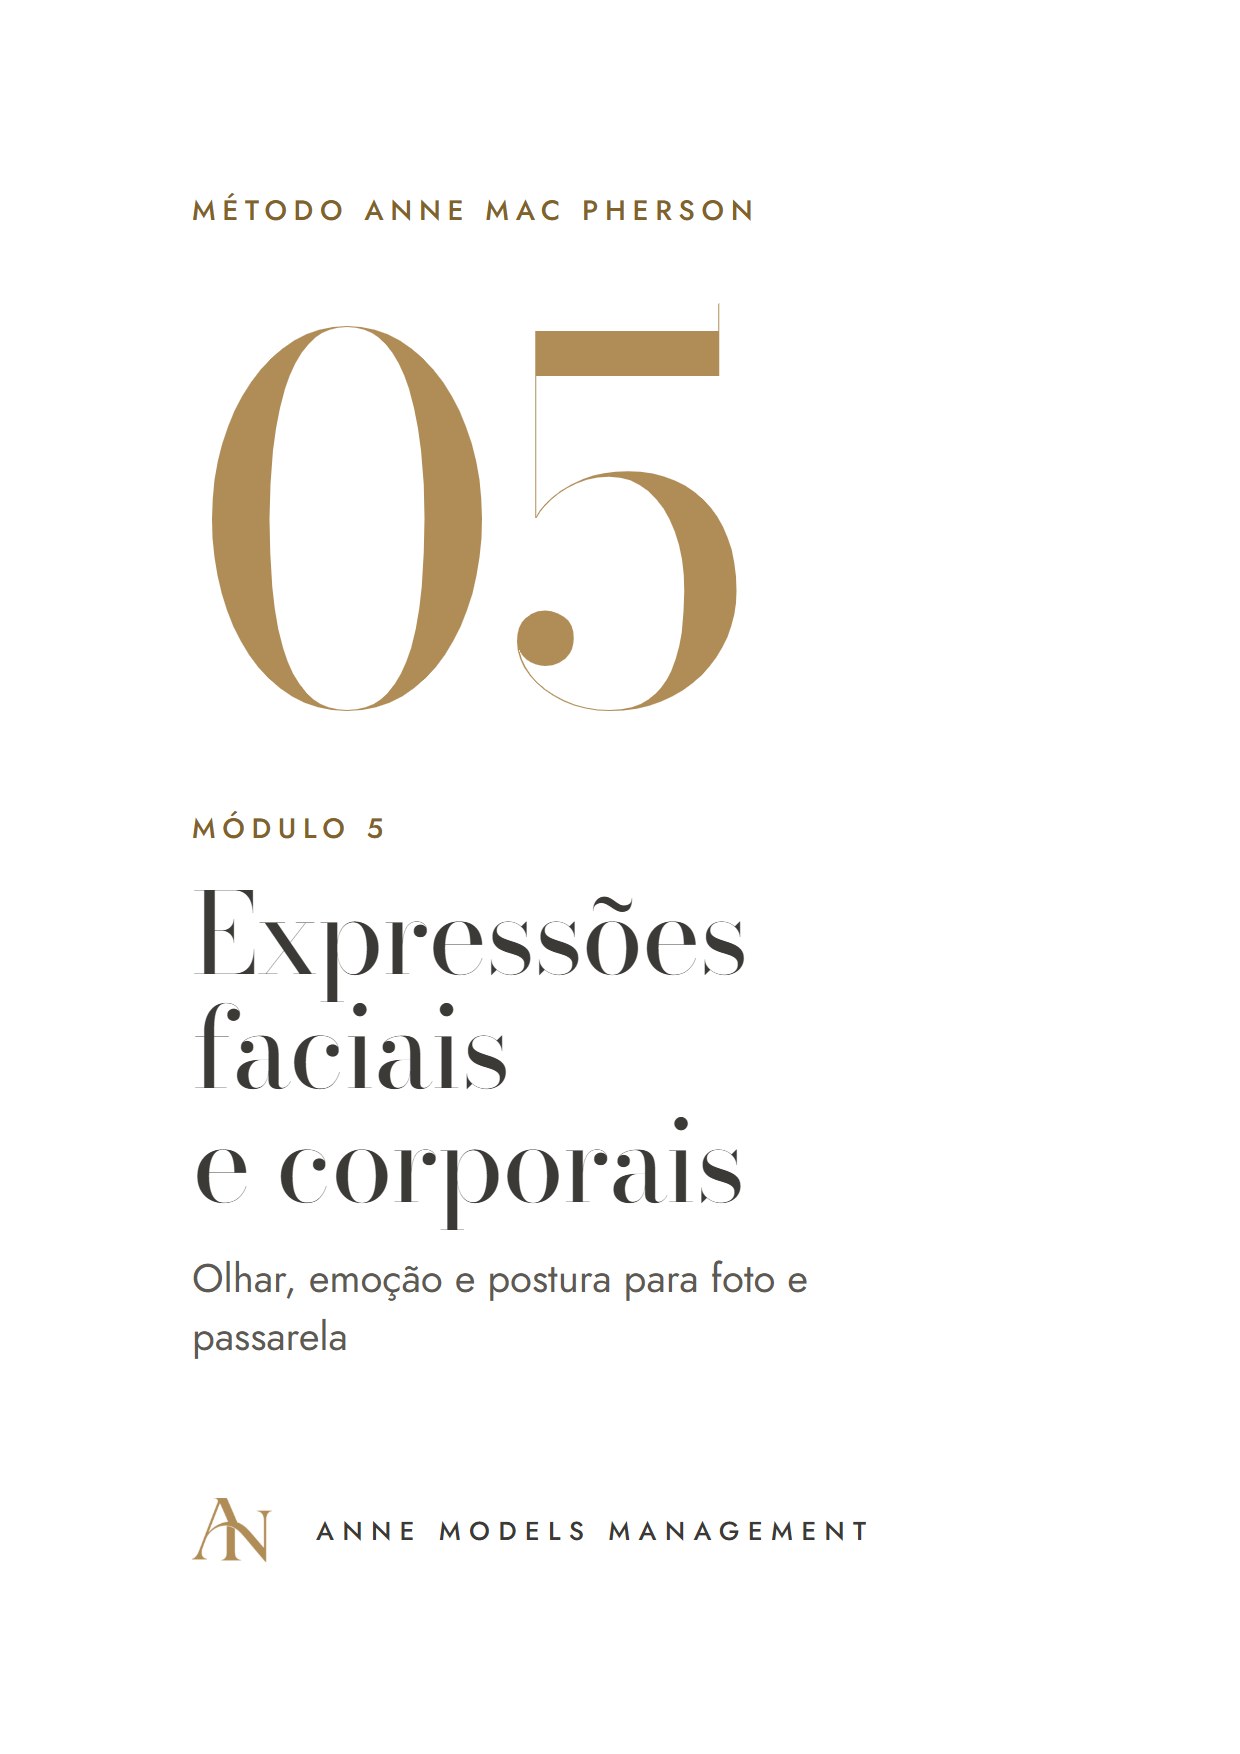 MÉTODO ANNE MAC PHERSON
05
MÓDULO 5
Expressões
faciais
e corporais
Olhar, emoção e postura para foto e
passarela
AN
ANNE MODELS MANAGEMENT